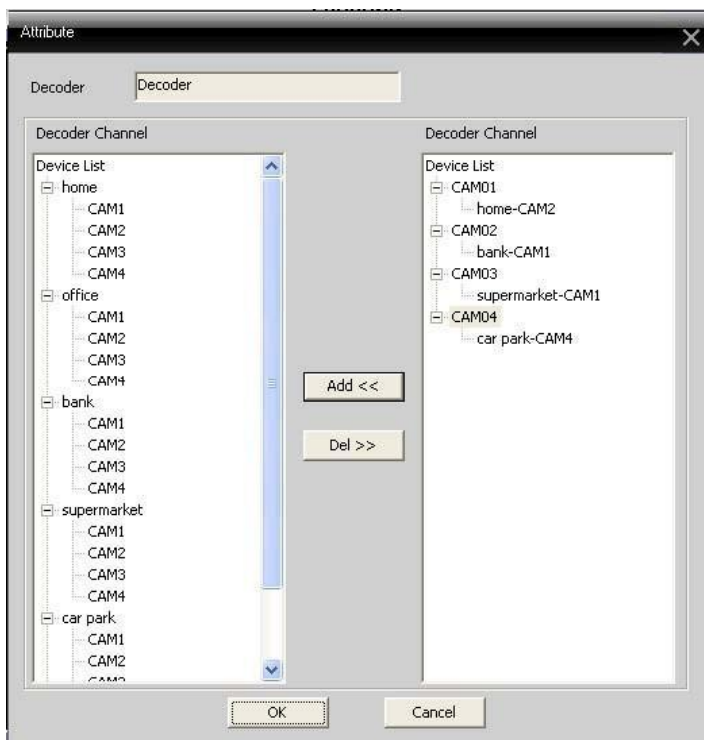 Attribute
Decoder
Decoder
Decoder Channel
Device List
home
CAM1
CAM2
CAM3
CAM4
office
CAM1
CAM2
CAM3
CAM4
bank
CAM1
CAM2
CAM3
CAM4
supermarket
CAM1
CAM2
CAM3
CAM4
car park
CAM1
CAM2
Add <<
Del >>
Decoder Channel
Device List
CAM01
home-CAM2
CAM02
bank-CAM1
CAM03
supermarket-CAM1
CAM04
car park-CAM4
OK
Cancel